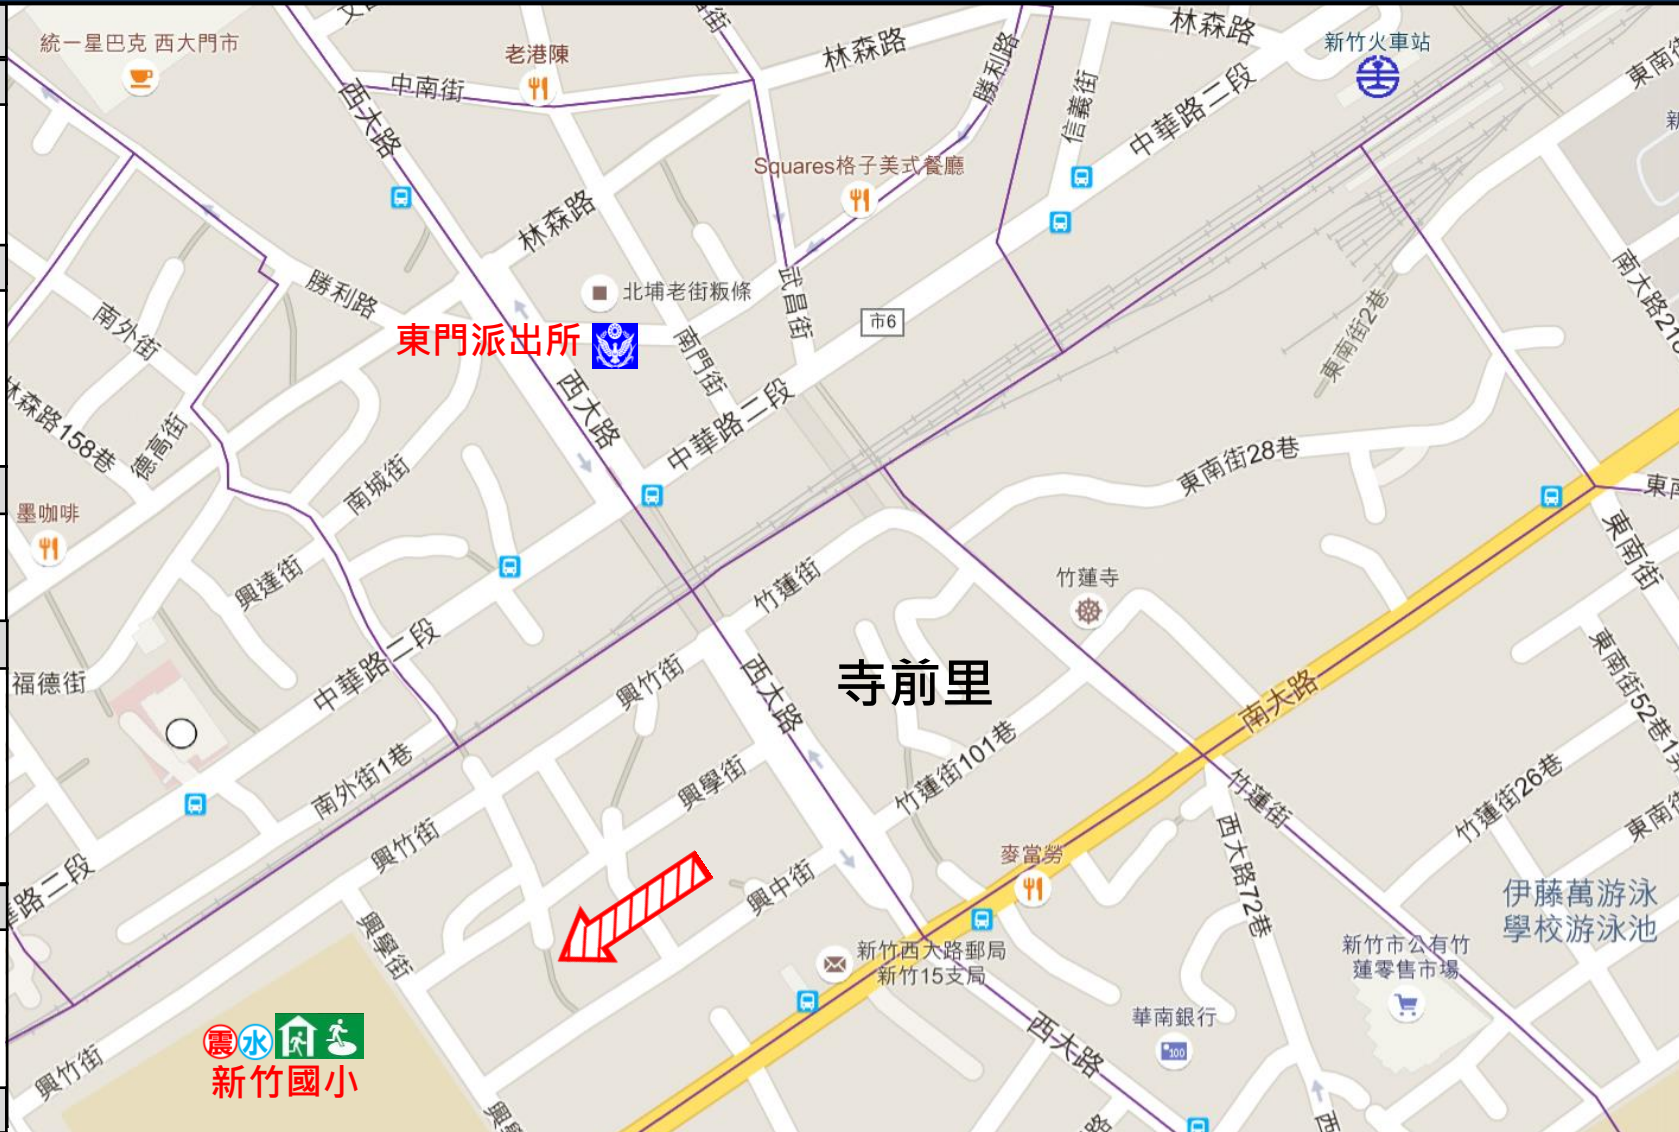 統一星巴克 西大門市
老港陳
中南街
西大路
林森路
勝利路
信義街
林森路
中華路二段
新竹火車站
Squares格子美式餐廳
林森路
北埔老街粄條
武昌街
市6
東門派出所
南門街
勝利路
南外街
德高街
林森路158巷
墨咖啡
南城街
興達街
西大路
中華路二段
東南街2巷
東南街28巷
竹蓮街
竹蓮寺
東南街
福德街
中華路二段
興竹街
西大路
寺前里
南大路
東南街52巷
南外街1巷
興學街
竹蓮街101巷
竹蓮街
竹蓮街26巷
興竹街
興中街
麥當勞
西大路72巷
興學街
新竹西大路郵局
新竹15支局
新竹市公有竹
蓮零售市場
伊藤萬游泳
學校游泳池
華南銀行
100
西大路
震
水
新竹國小
興竹街